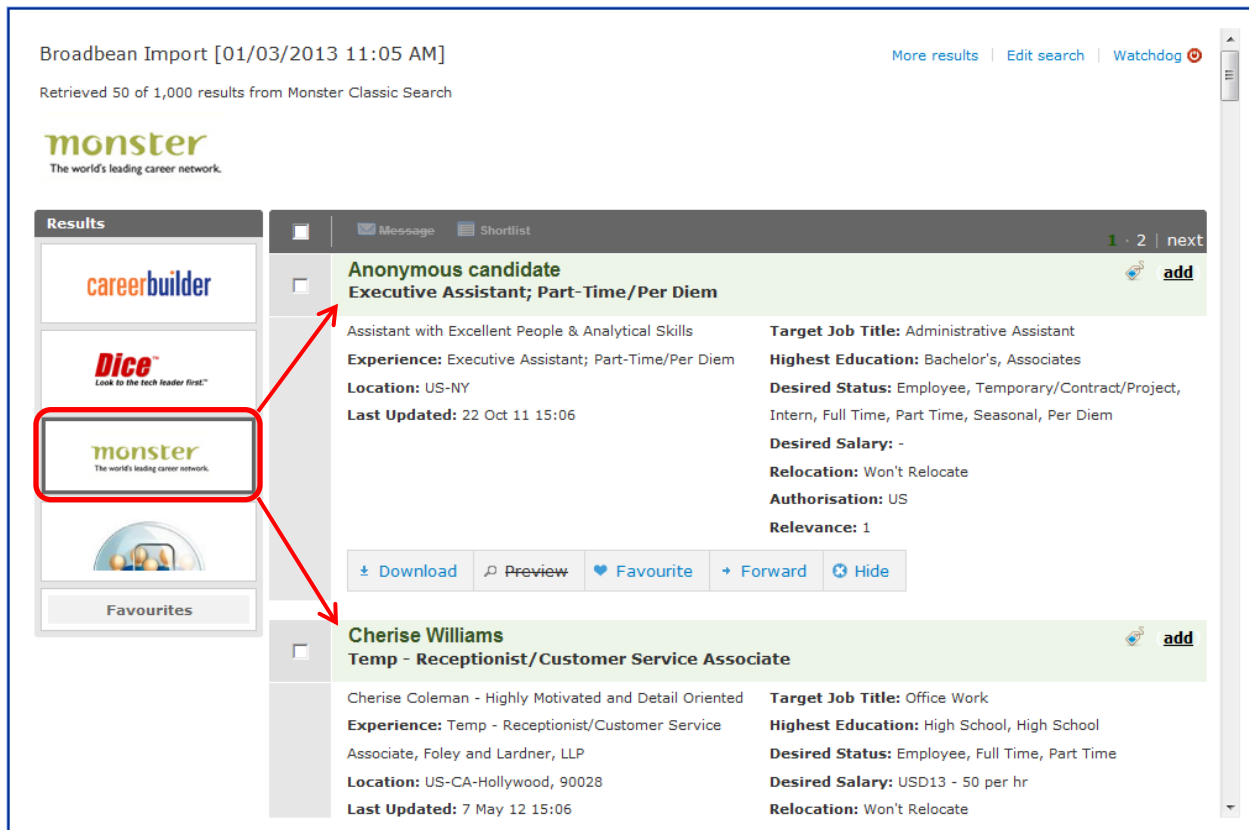 Broadbean Import [01/03/2013 11:05 AM]
More results | Edit search | Watchdog
Retrieved 50 of 1,000 results from Monster Classic Search
monster
The world's leading career network.
Results
careerbuilder
Dice™
Look to the tech leader first.™
monster
The world's leading career network.
Favourites
Message Shortlist
1 · 2 | next
Anonymous candidate
add
Executive Assistant; Part-Time/Per Diem
Assistant with Excellent People & Analytical Skills
Experience: Executive Assistant; Part-Time/Per Diem
Location: US-NY
Last Updated: 22 Oct 11 15:06
Target Job Title: Administrative Assistant
Highest Education: Bachelor's, Associates
Desired Status: Employee, Temporary/Contract/Project,
Intern, Full Time, Part Time, Seasonal, Per Diem
Desired Salary: -
Relocation: Won't Relocate
Authorisation: US
Relevance: 1
Download Preview Favourite Forward Hide
Cherise Williams
add
Temp - Receptionist/Customer Service Associate
Cherise Coleman - Highly Motivated and Detail Oriented
Experience: Temp - Receptionist/Customer Service
Associate, Foley and Lardner, LLP
Location: US-CA-Hollywood, 90028
Last Updated: 7 May 12 15:06
Target Job Title: Office Work
Highest Education: High School, High School
Desired Status: Employee, Full Time, Part Time
Desired Salary: USD13 - 50 per hr
Relocation: Won't Relocate